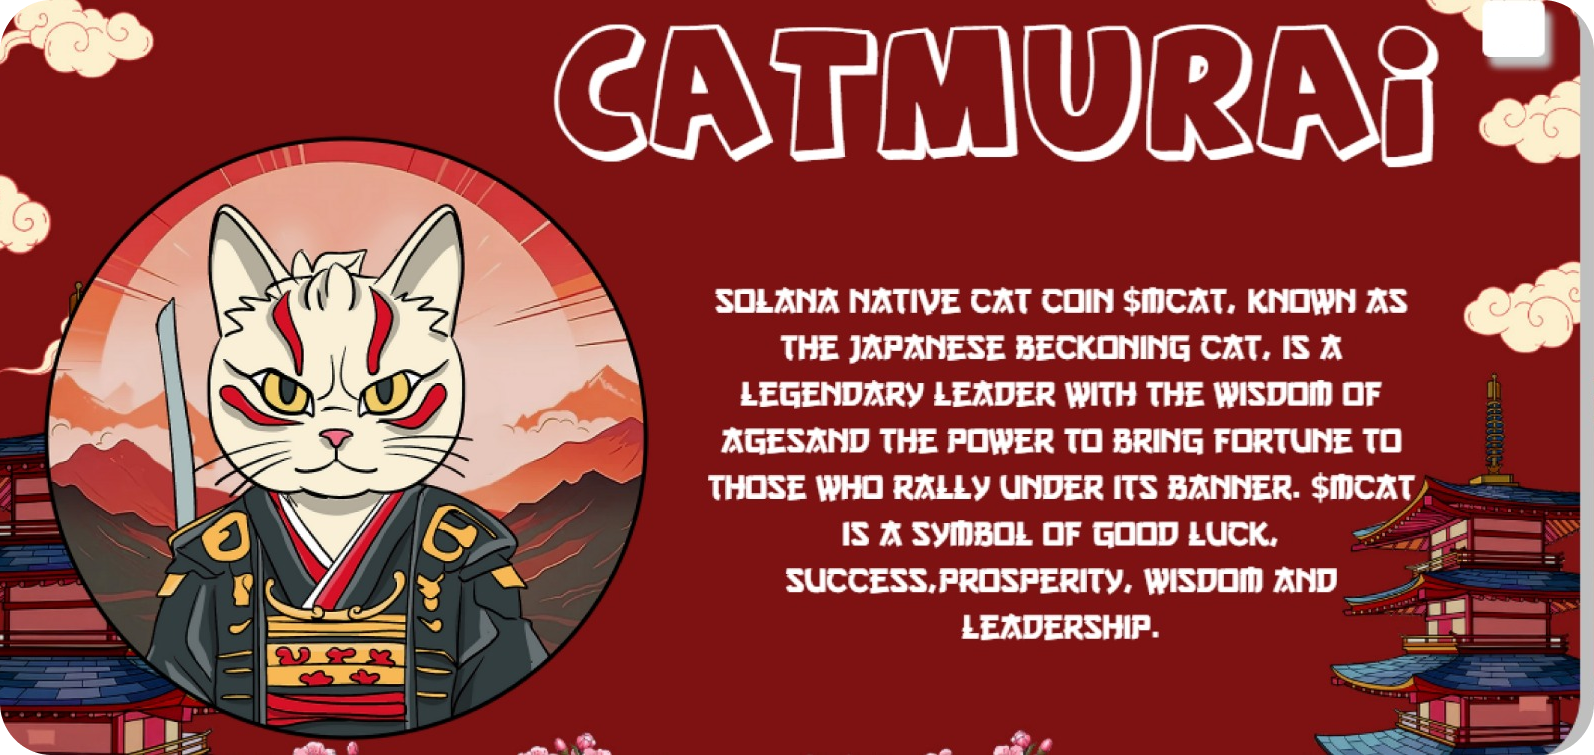 CATMURAi
SOLANA NATIVE CAT COIN $MCAT, KNOWN AS
THE JAPANESE BECKONING CAT, IS A
LEGENDARY LEADER WITH THE WISDOM OF
AGESAND THE POWER TO BRING FORTUNE TO
THOSE WHO RALLY UNDER ITS BANNER. $MCAT
IS A SYMBOL OF GOOD LUCK,
SUCCESS,PROSPERITY, WISDOM AND
LEADERSHIP.